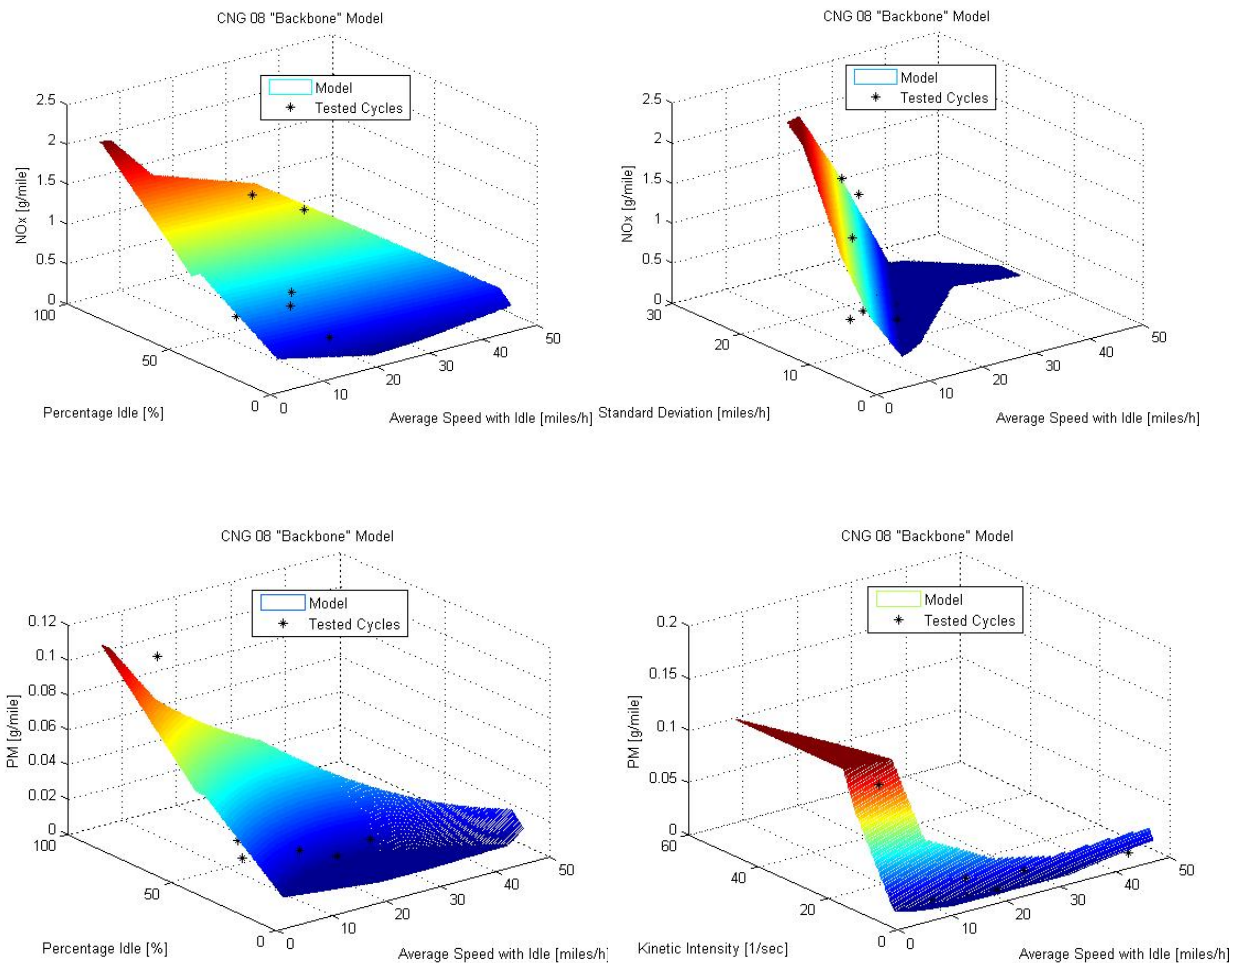 CNG 08 "Backbone" Model
Model
Tested Cycles
2.5
2
1.5
1
0.5
0
NOx [g/mile]
100
50
0
Percentage Idle [%]
0
10
20
30
40
50
Average Speed with Idle [miles/h]
CNG 08 "Backbone" Model
Model
Tested Cycles
2.5
2
1.5
1
0.5
0
NOx [g/mile]
30
20
10
0
Standard Deviation [miles/h]
0
10
20
30
40
50
Average Speed with Idle [miles/h]
CNG 08 "Backbone" Model
Model
Tested Cycles
0.12
0.1
0.08
0.06
0.04
0.02
0
PM [g/mile]
100
50
0
Percentage Idle [%]
0
10
20
30
40
50
Average Speed with Idle [miles/h]
CNG 08 "Backbone" Model
Model
Tested Cycles
0.2
0.15
0.1
0.05
0
PM [g/mile]
60
40
20
0
Kinetic Intensity [1/sec]
0
10
20
30
40
50
Average Speed with Idle [miles/h]